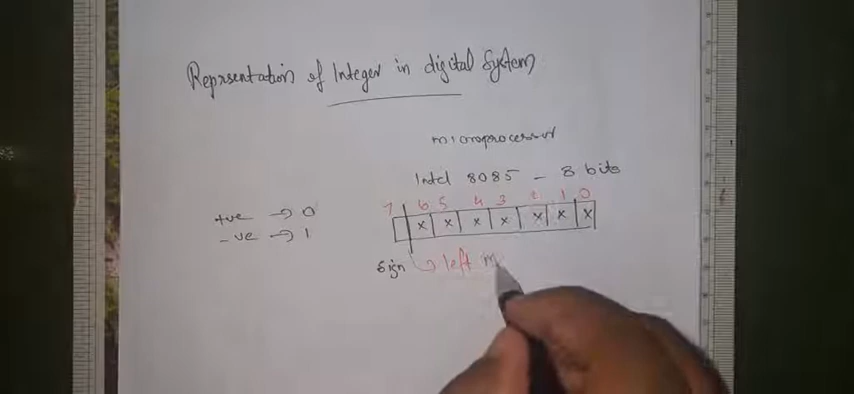 Representation of Integer in digital System
microprocessor
Intel 8085 - 8 bits
7 6 5 4 3 2 1 0
+ve → 0
x x x x x x x
-ve → 1
sign → left m